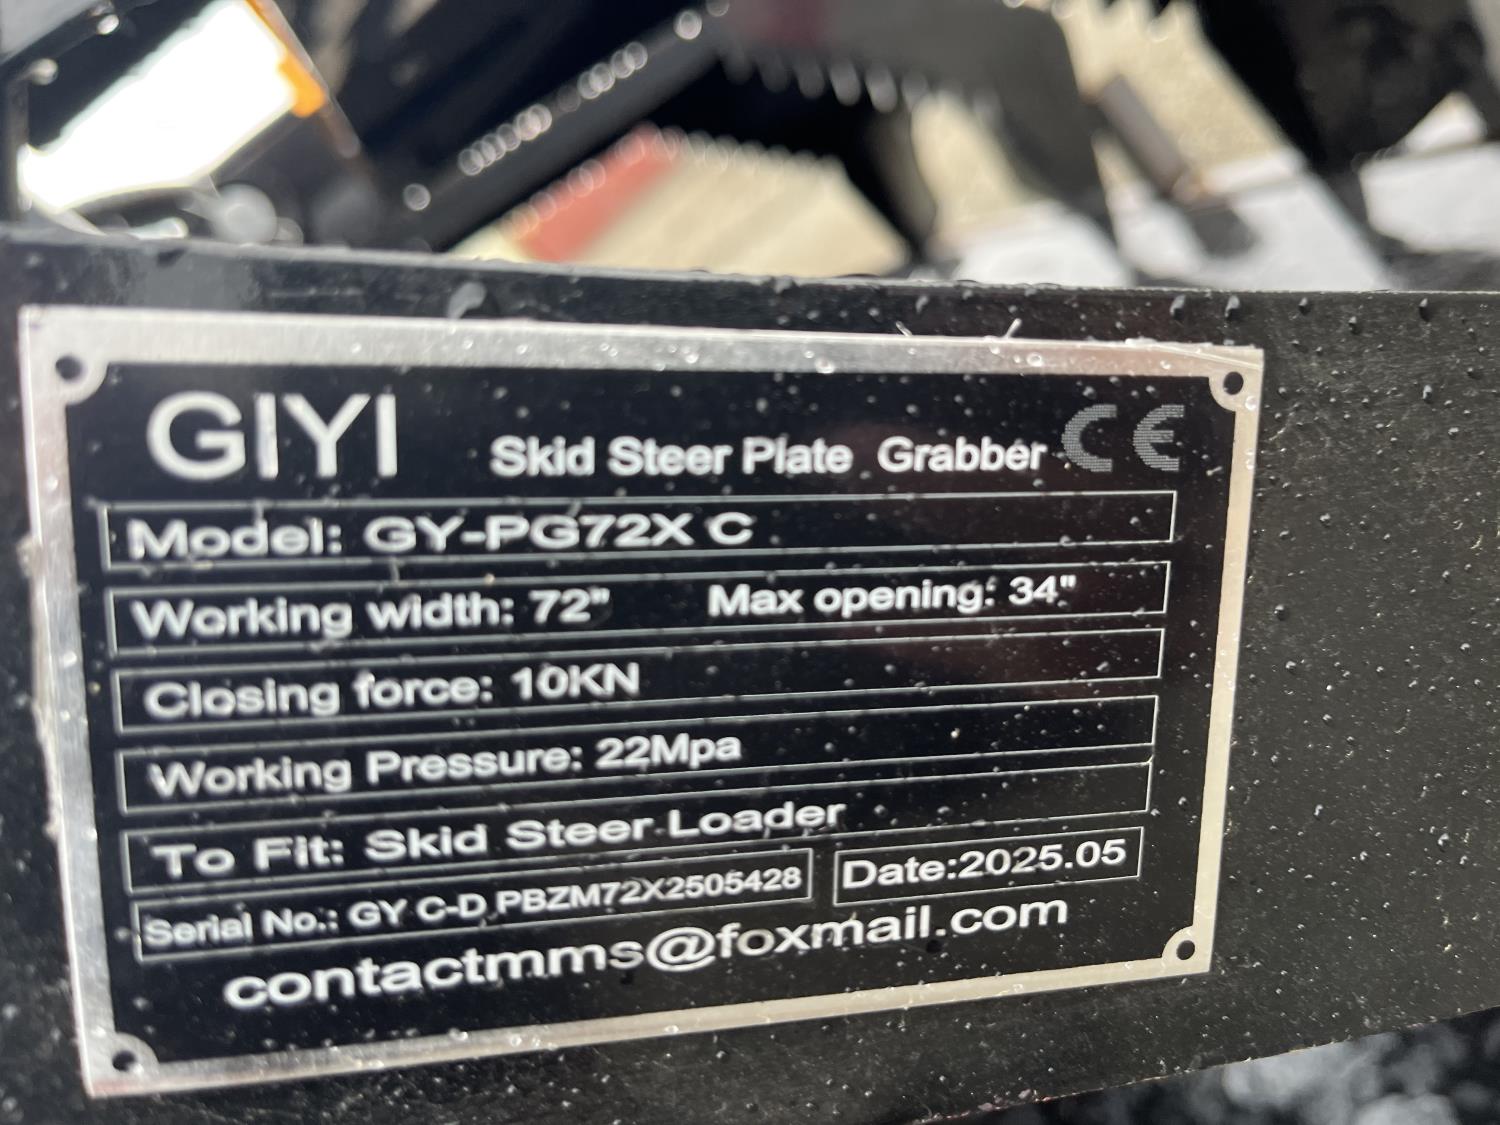 GIYI Skid Steer Plate Grabber CE
Model: GY-PG72X C
Working width: 72" Max opening: 34"
Closing force: 10KN
Working Pressure: 22Mpa
To Fit: Skid Steer Loader
Serial No.: GY C-D PBZM72X2505428 Date:2025.05
contactmms@foxmail.com